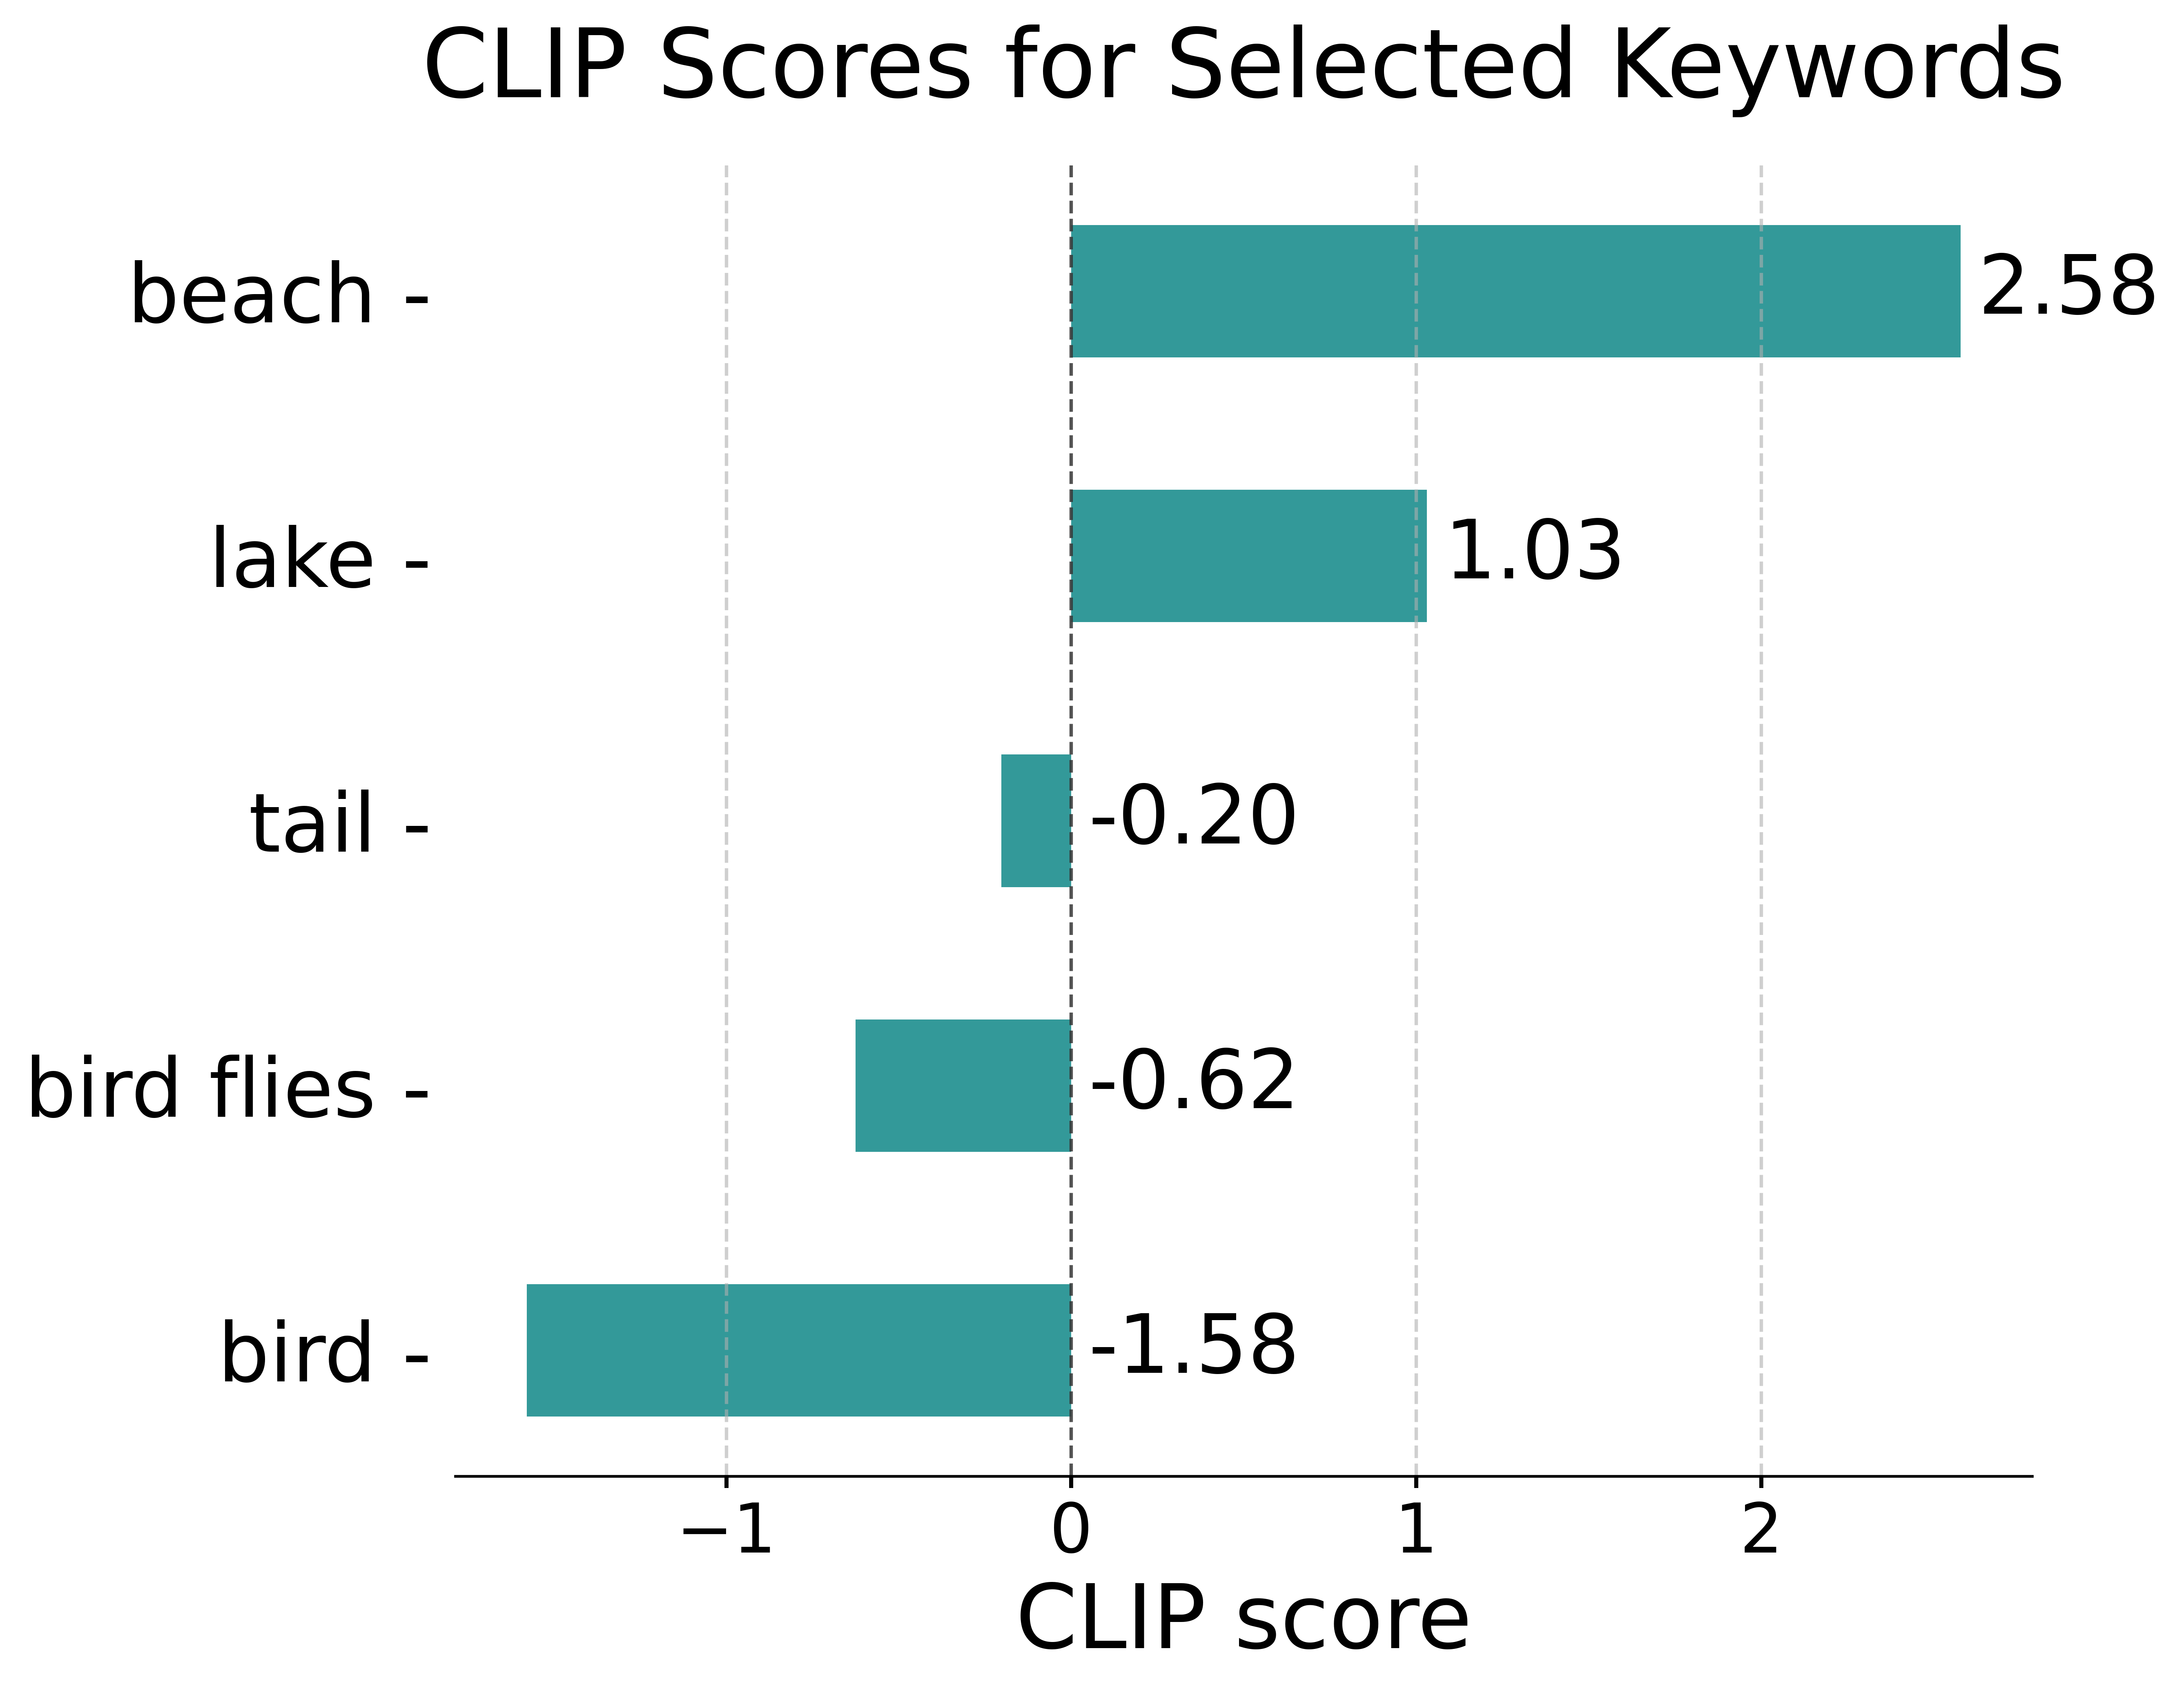 CLIP Scores for Selected Keywords
beach - 2.58
lake - 1.03
tail - -0.20
bird flies - -0.62
bird - -1.58
−1 0 1 2
CLIP score